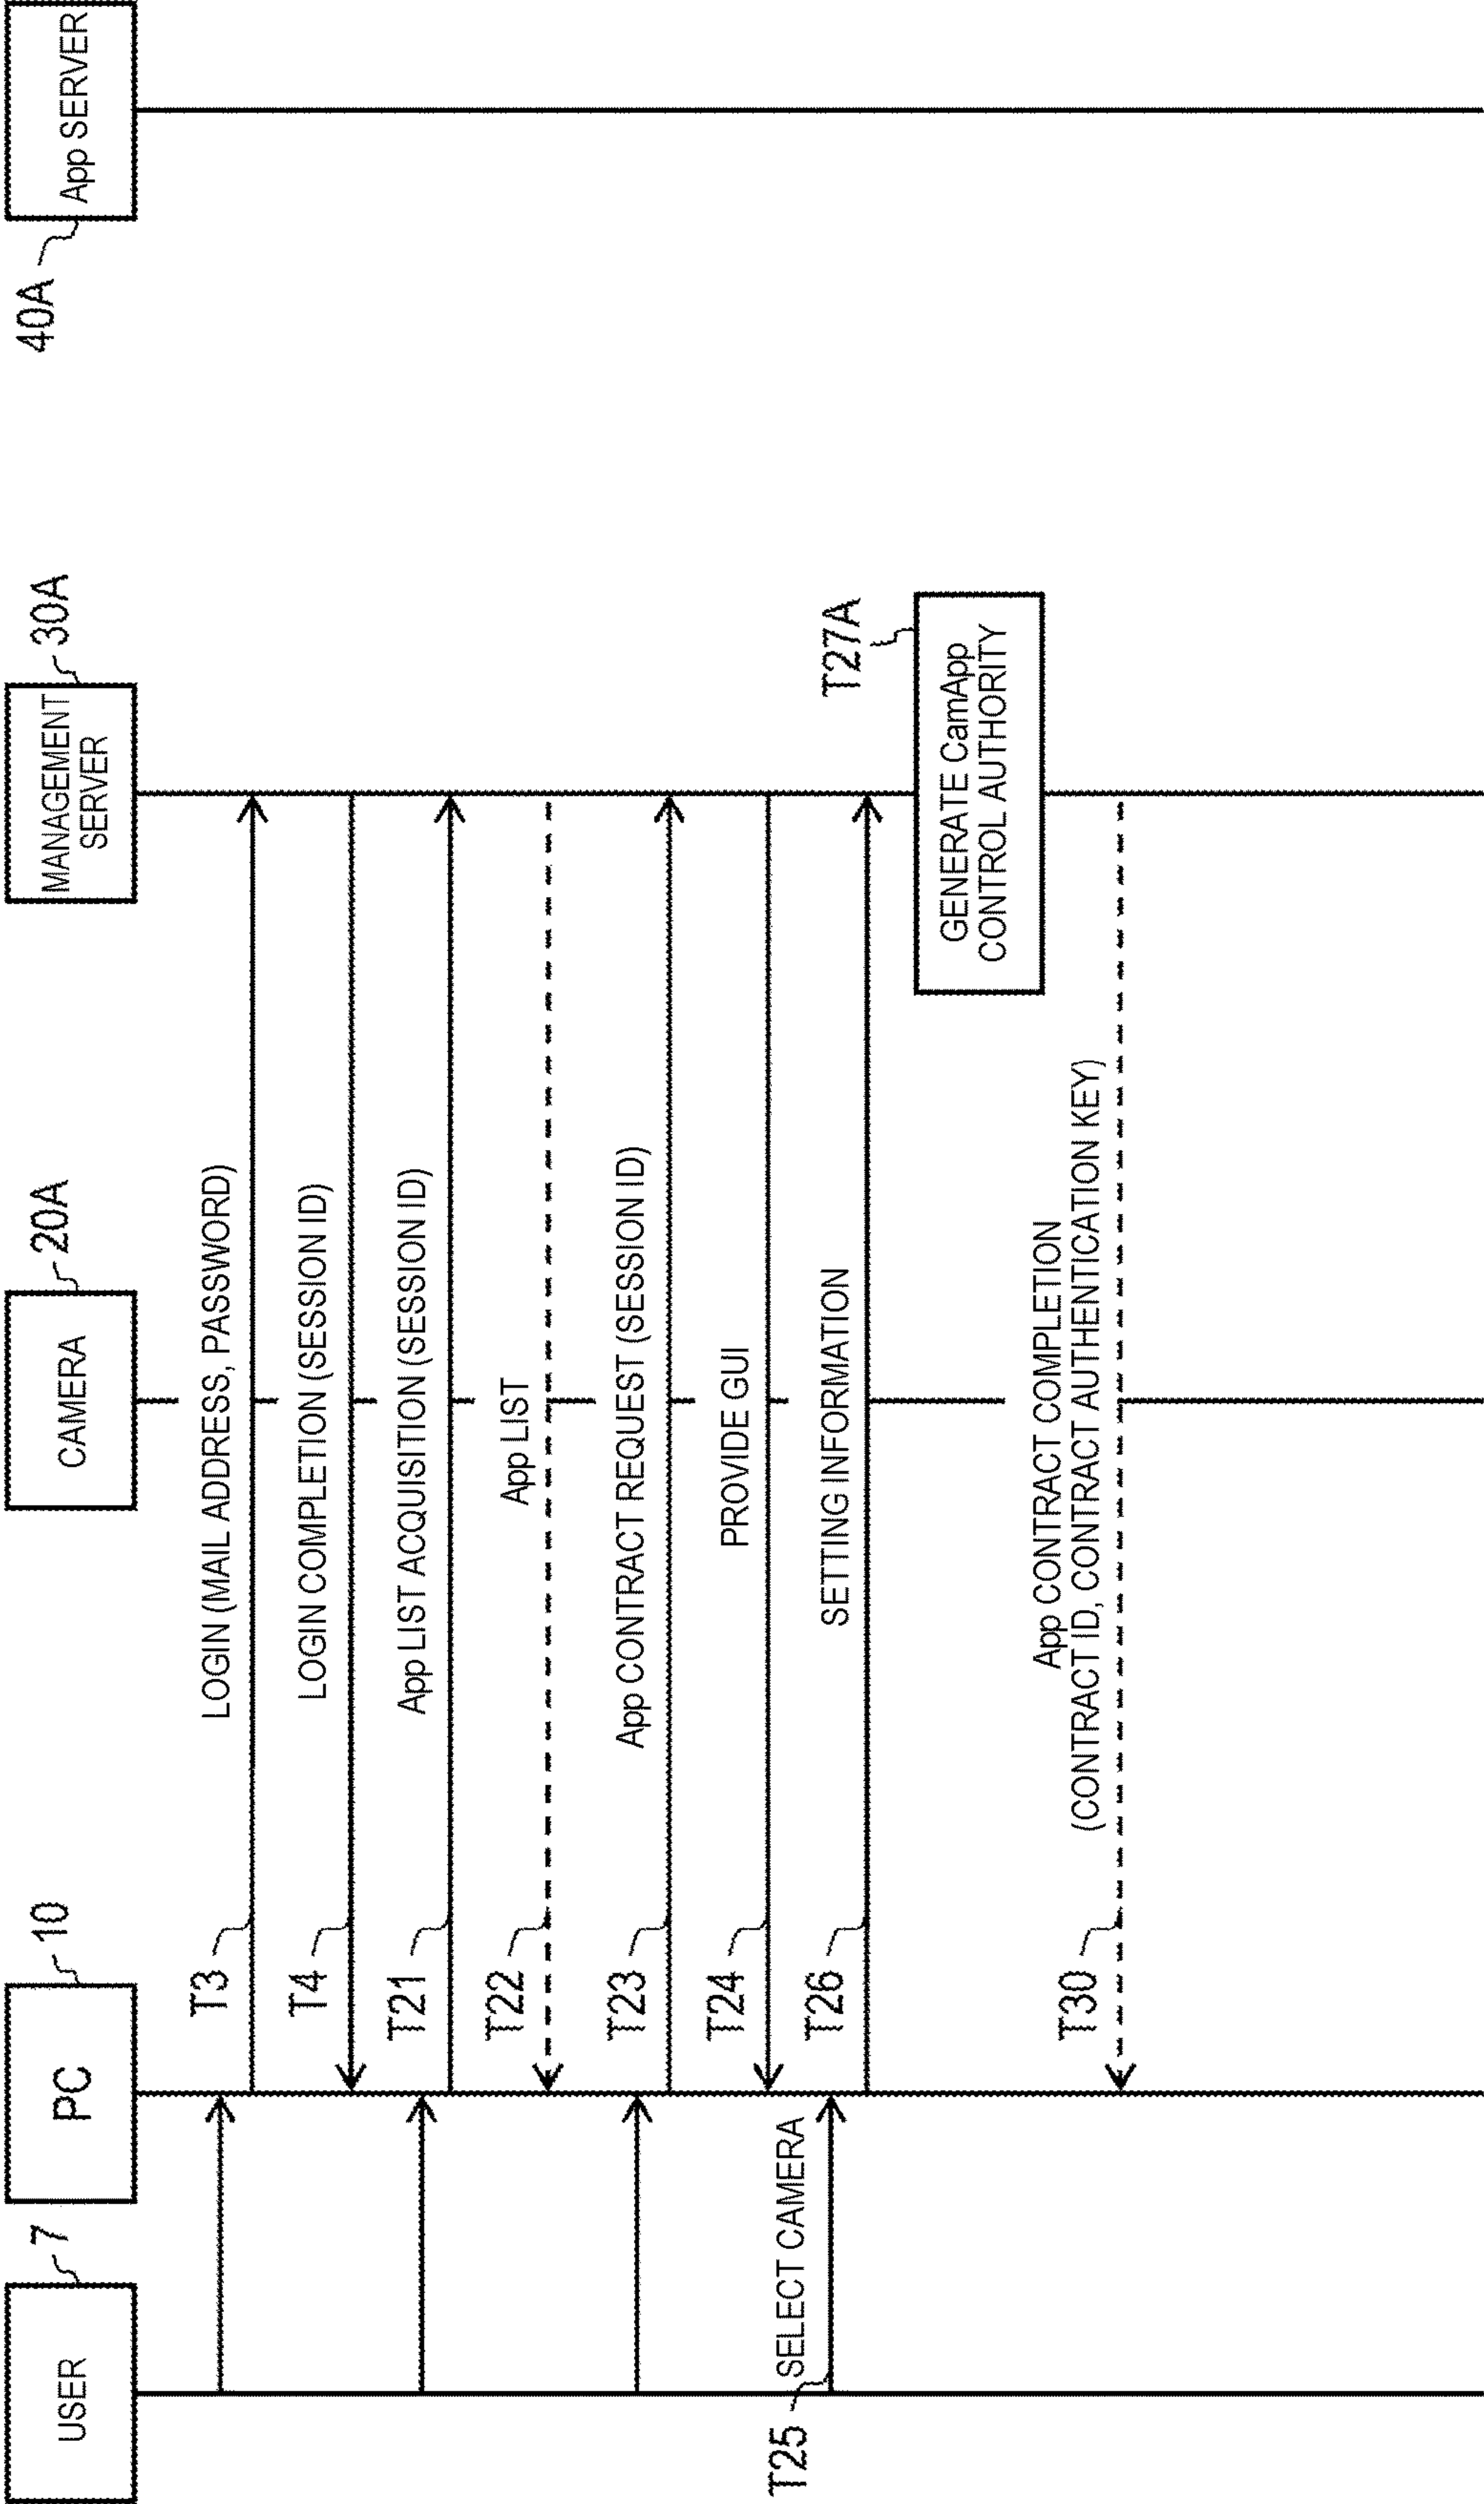 USER
7
PC
10
CAMERA
20A
MANAGEMENT
SERVER
30A
App SERVER
40A
T3
LOGIN (MAIL ADDRESS, PASSWORD)
T4
LOGIN COMPLETION (SESSION ID)
T21
App LIST ACQUISITION (SESSION ID)
T22
App LIST
T23
App CONTRACT REQUEST (SESSION ID)
T24
PROVIDE GUI
T25
SELECT CAMERA
T26
SETTING INFORMATION
T27A
GENERATE CamApp
CONTROL AUTHORITY
T30
App CONTRACT COMPLETION
(CONTRACT ID, CONTRACT AUTHENTICATION KEY)